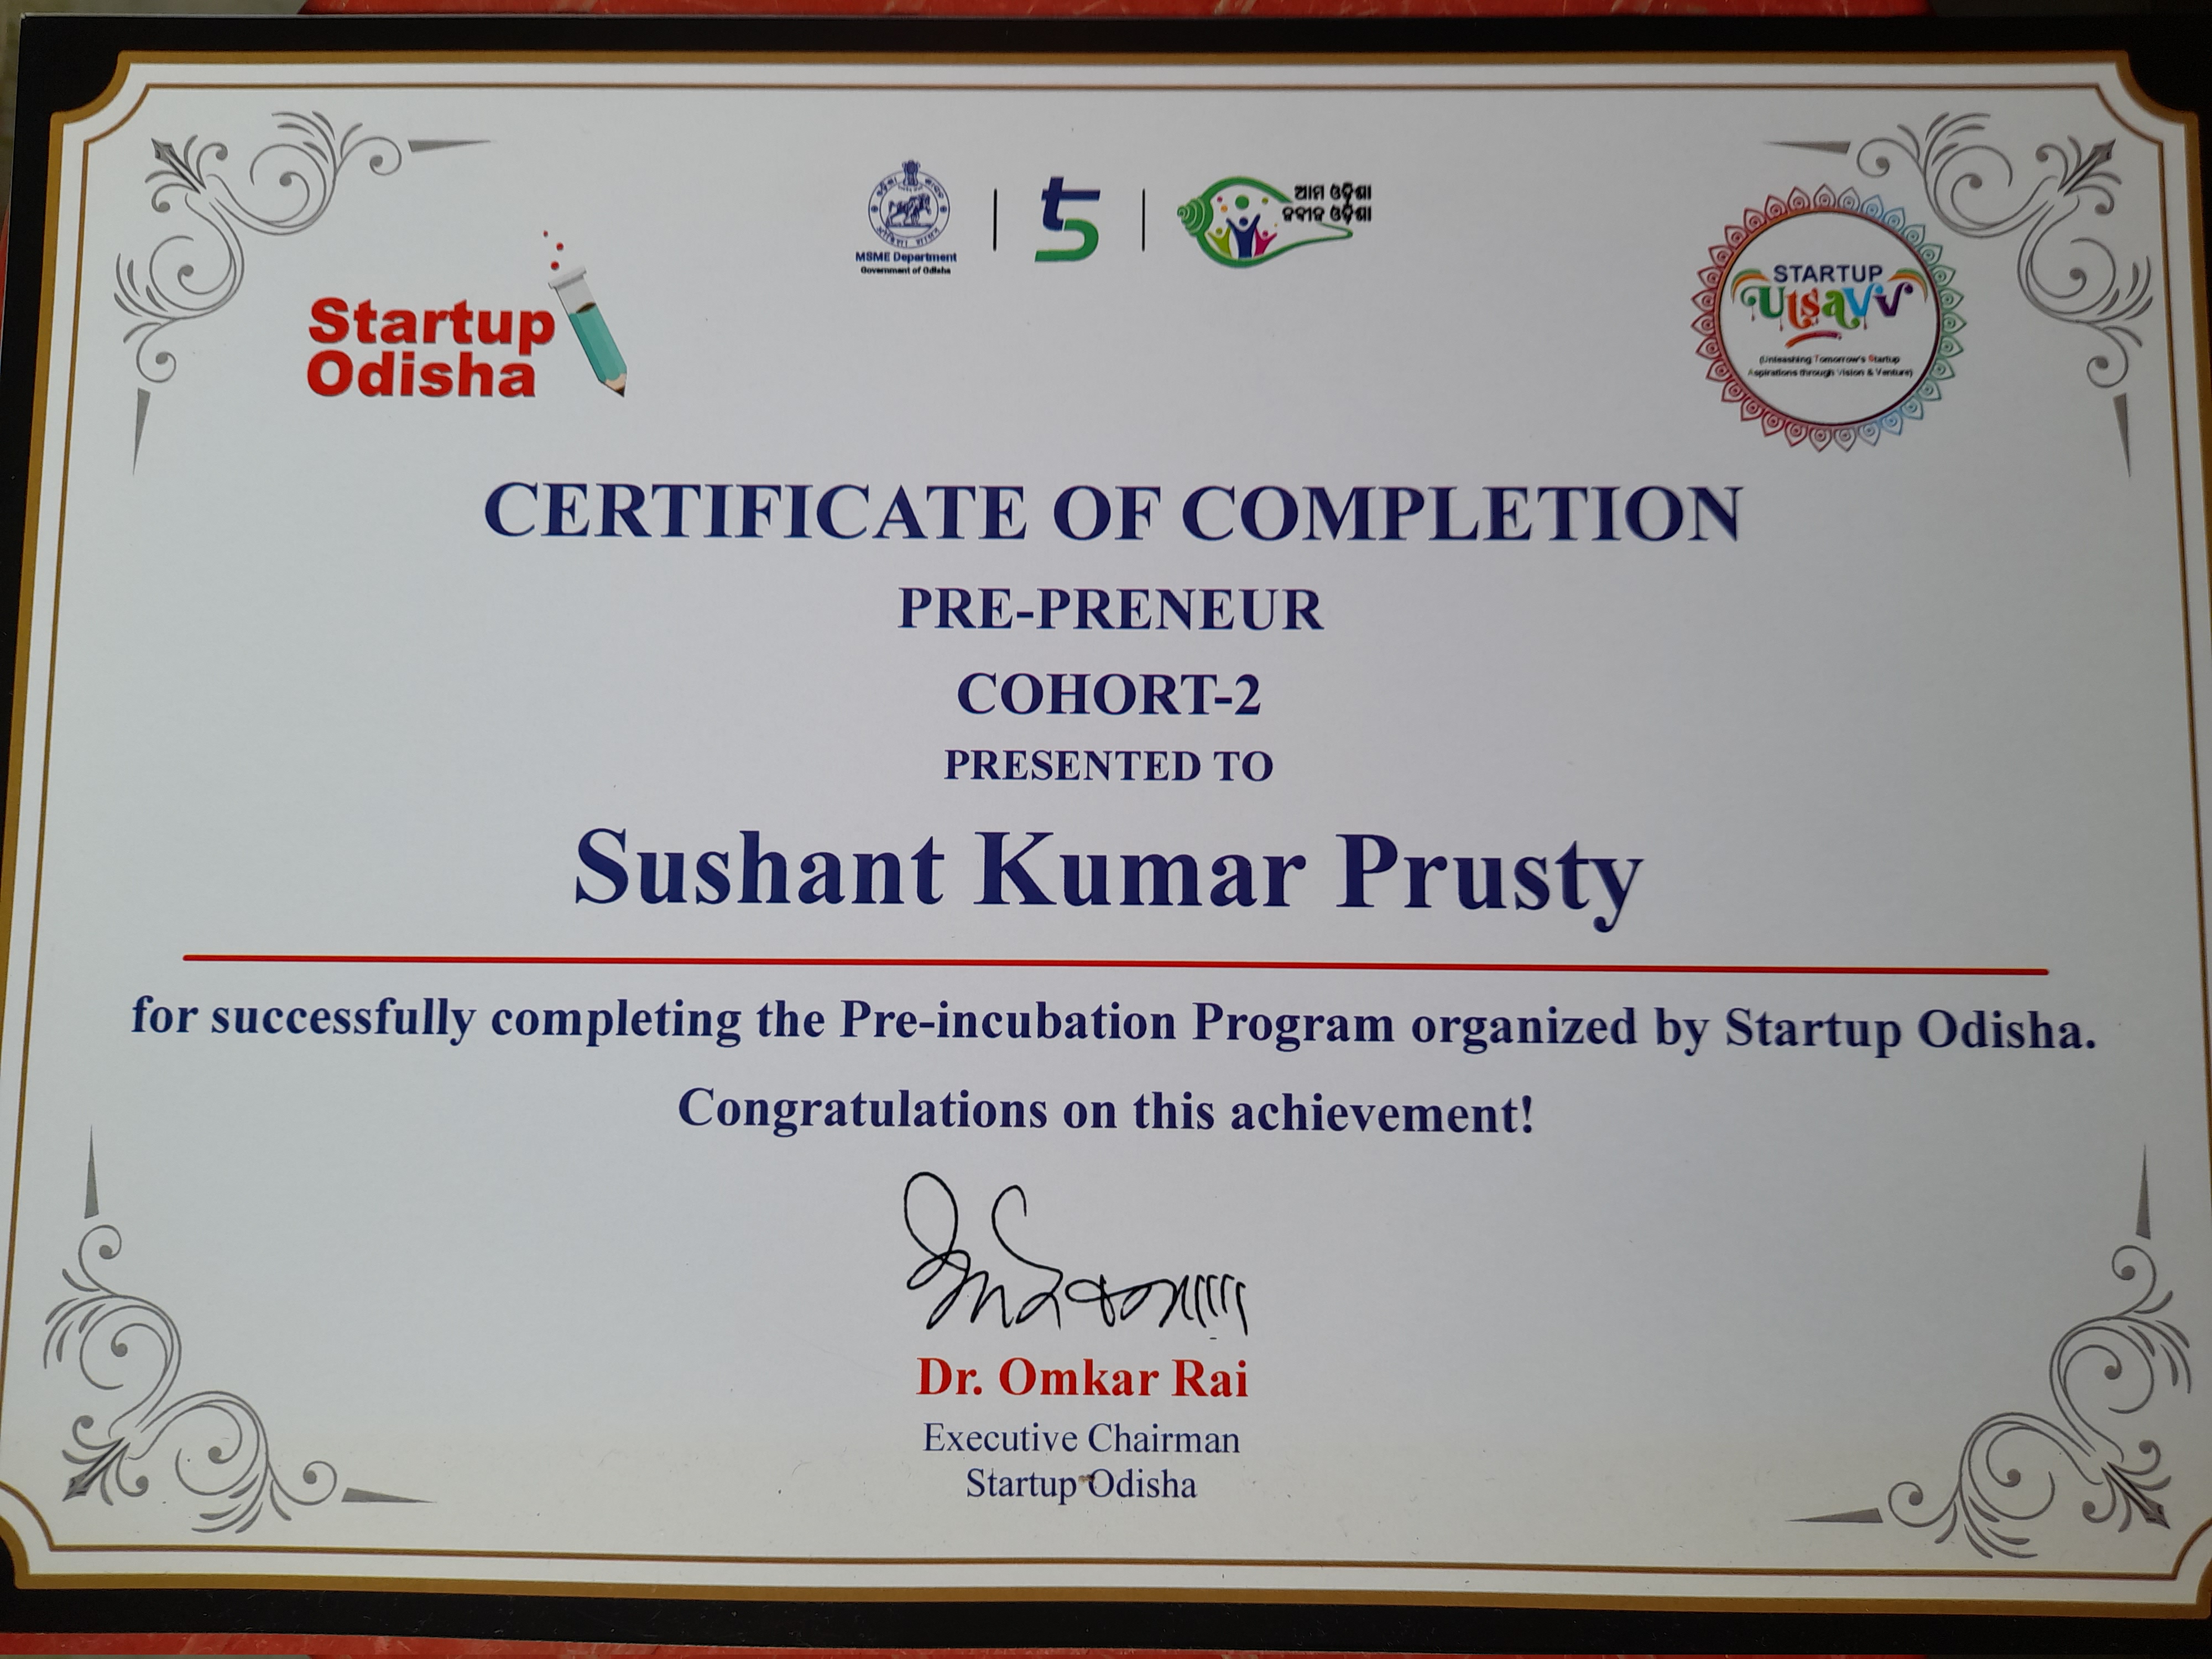 MSME Department
Government of Odisha
t5
ଆମ ଓଡ଼ିଶା
ନବୀନ ଓଡ଼ିଶା
Startup
Odisha
STARTUP
UtSaVV
(Unleashing Tomorrow's Startup
Aspirations through Vision & Venture)
CERTIFICATE OF COMPLETION
PRE-PRENEUR
COHORT-2
PRESENTED TO
Sushant Kumar Prusty
for successfully completing the Pre-incubation Program organized by Startup Odisha.
Congratulations on this achievement!
Dr. Omkar Rai
Executive Chairman
Startup Odisha